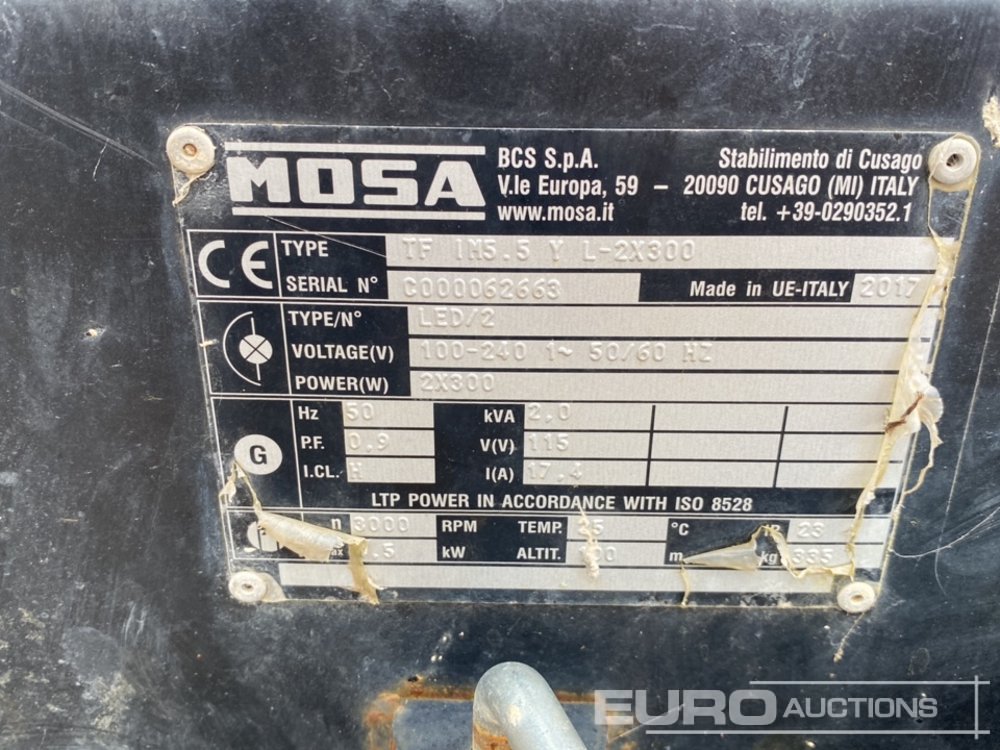 MOSA
BCS S.p.A. Stabilimento di Cusago
V.le Europa, 59 – 20090 CUSAGO (MI) ITALY
www.mosa.it tel. +39-0290352.1
CE TYPE TF IM5.5 Y L-2X300
SERIAL N° C000062663 Made in UE-ITALY 2017
TYPE/N° LED/2
VOLTAGE(V) 100-240 1~ 50/60 HZ
POWER(W) 2X300
Hz 50 kVA 2,0
G P.F. 0,9 V(V) 115
I.CL. H I(A) 17,4
LTP POWER IN ACCORDANCE WITH ISO 8528
n 3000 RPM TEMP. 25 °C 23
kW ALTIT. 100 m kg 335
EURO AUCTIONS